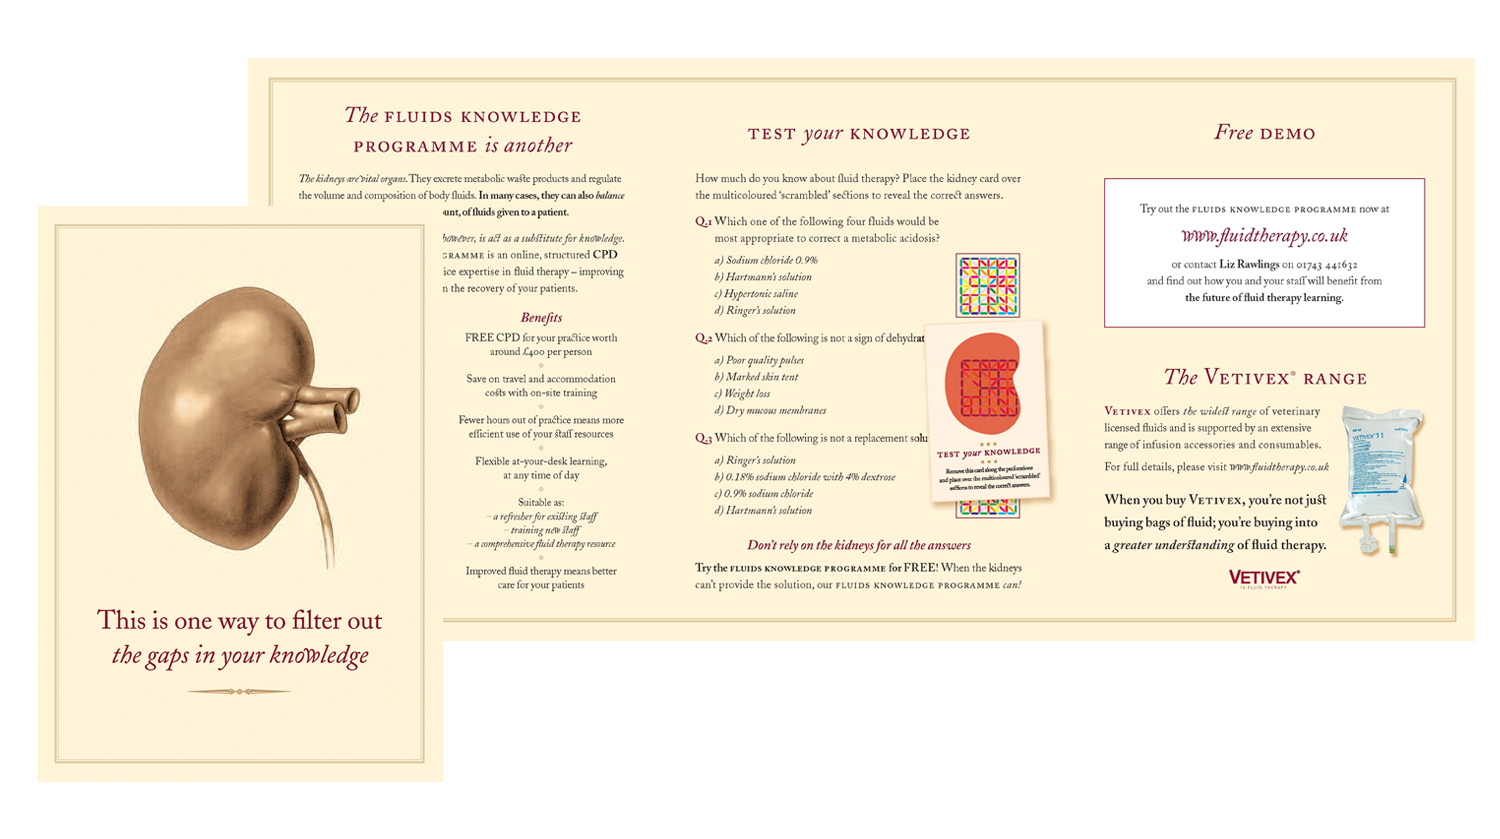 This is one way to filter out
the gaps in your knowledge
The FLUIDS KNOWLEDGE
PROGRAMME is another
The kidneys are vital organs. They excrete metabolic waste products and regulate
the volume and composition of body fluids. In many cases, they can also balance
of fluids given to a patient.
however, is act as a substitute for knowledge.
is an online, structured CPD
expertise in fluid therapy – improving
the recovery of your patients.
Benefits
FREE CPD for your practice worth
around £400 per person
Save on travel and accommodation
costs with on-site training
Fewer hours out of practice means more
efficient use of your staff resources
Flexible at-your-desk learning,
at any time of day
Suitable as:
– a refresher for existing staff
– training new staff
– a comprehensive fluid therapy resource
Improved fluid therapy means better
care for your patients
TEST your KNOWLEDGE
How much do you know about fluid therapy? Place the kidney card over
the multicoloured 'scrambled' sections to reveal the correct answers.
Q.1 Which one of the following four fluids would be
most appropriate to correct a metabolic acidosis?
a) Sodium chloride 0.9%
b) Hartmann's solution
c) Hypertonic saline
d) Ringer's solution
Q.2 Which of the following is not a sign of dehydrat
a) Poor quality pulses
b) Marked skin tent
c) Weight loss
d) Dry mucous membranes
Q.3 Which of the following is not a replacement solu
a) Ringer's solution
b) 0.18% sodium chloride with 4% dextrose
c) 0.9% sodium chloride
d) Hartmann's solution
TEST your KNOWLEDGE
Remove this card along the perforations
and place over the multicoloured 'scrambled'
sections to reveal the correct answers.
Don't rely on the kidneys for all the answers
Try the FLUIDS KNOWLEDGE PROGRAMME for FREE! When the kidneys
can't provide the solution, our FLUIDS KNOWLEDGE PROGRAMME can!
Free DEMO
Try out the FLUIDS KNOWLEDGE PROGRAMME now at
www.fluidtherapy.co.uk
or contact Liz Rawlings on 01743 441632
and find out how you and your staff will benefit from
the future of fluid therapy learning.
The VETIVEX® RANGE
VETIVEX offers the widest range of veterinary
licensed fluids and is supported by an extensive
range of infusion accessories and consumables.
For full details, please visit www.fluidtherapy.co.uk
When you buy VETIVEX, you're not just
buying bags of fluid; you're buying into
a greater understanding of fluid therapy.
VETIVEX 11
VETIVEX®
IS FLUID THERAPY